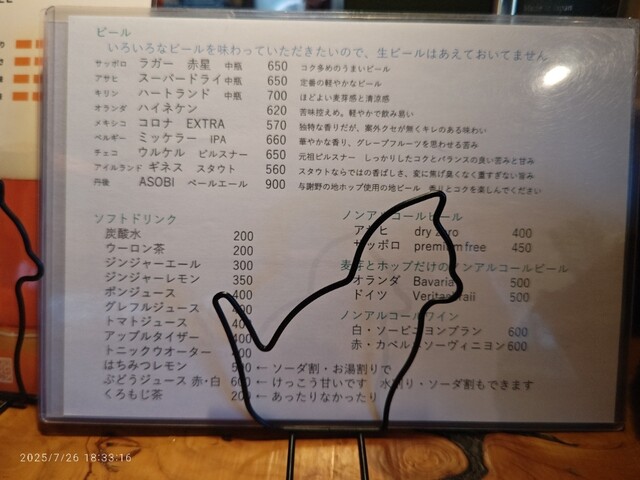 ビール
いろいろなビールを味わっていただきたいので、生ビールはあえておいてません
サッポロ ラガー 赤星 中瓶 650 コク多めのうまいビール
アサヒ スーパードライ 中瓶 650 定番の軽やかなビール
キリン ハートランド 中瓶 700 ほどよい麦芽感と清涼感
オランダ ハイネケン 620 苦味控えめ。軽やかで飲み易い
メキシコ コロナ EXTRA 570 独特な香りだが、案外クセが無くキレのある味わい
ベルギー ミッケラー IPA 660 華やかな香り、グレープフルーツを思わせる苦み
チェコ ウルケル ピルスナー 650 元祖ピルスナー しっかりしたコクとバランスの良い苦みと甘み
アイルランド ギネス スタウト 560 スタウトならではの香ばしさ、変に焦げ臭くなく重すぎない旨み
丹後 ASOBI ペールエール 900 与謝野の地ホップ使用の地ビール 香りとコクを楽しんでください
ソフトドリンク
炭酸水 200
ウーロン茶 200
ジンジャーエール 300
ジンジャーレモン 350
ポンジュース 400
グレフルジュース 400
トマトジュース 400
アップルタイザー 400
トニックウオーター
はちみつレモン ← ソーダ割・お湯割りで
ぶどうジュース 赤・白 ← けっこう甘いです 水割り・ソーダ割もできます
くろもじ茶 ← あったりなかったり
ノンアルコールビール
アサヒ dry zero 400
サッポロ premium free 450
麦芽とホップだけのノンアルコールビール
オランダ Bavaria 500
ドイツ 500
ノンアルコールワイン
白・ソービニヨンブラン 600
赤・カベルネソーヴィニヨン 600
2025/7/26 18:33:16